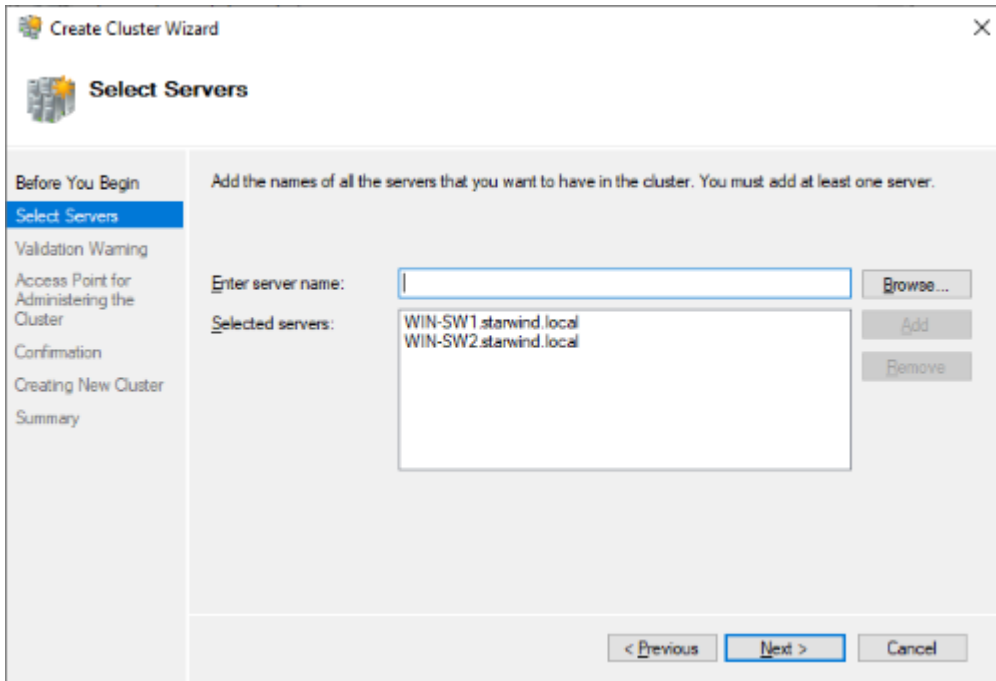 Create Cluster Wizard
Select Servers
Before You Begin
Select Servers
Validation Warning
Access Point for
Administering the
Cluster
Confirmation
Creating New Cluster
Summary
Add the names of all the servers that you want to have in the cluster. You must add at least one server.
Enter server name:
Browse...
Selected servers:
WIN-SW1.starwind.local
WIN-SW2.starwind.local
Add
Remove
< Previous
Next >
Cancel